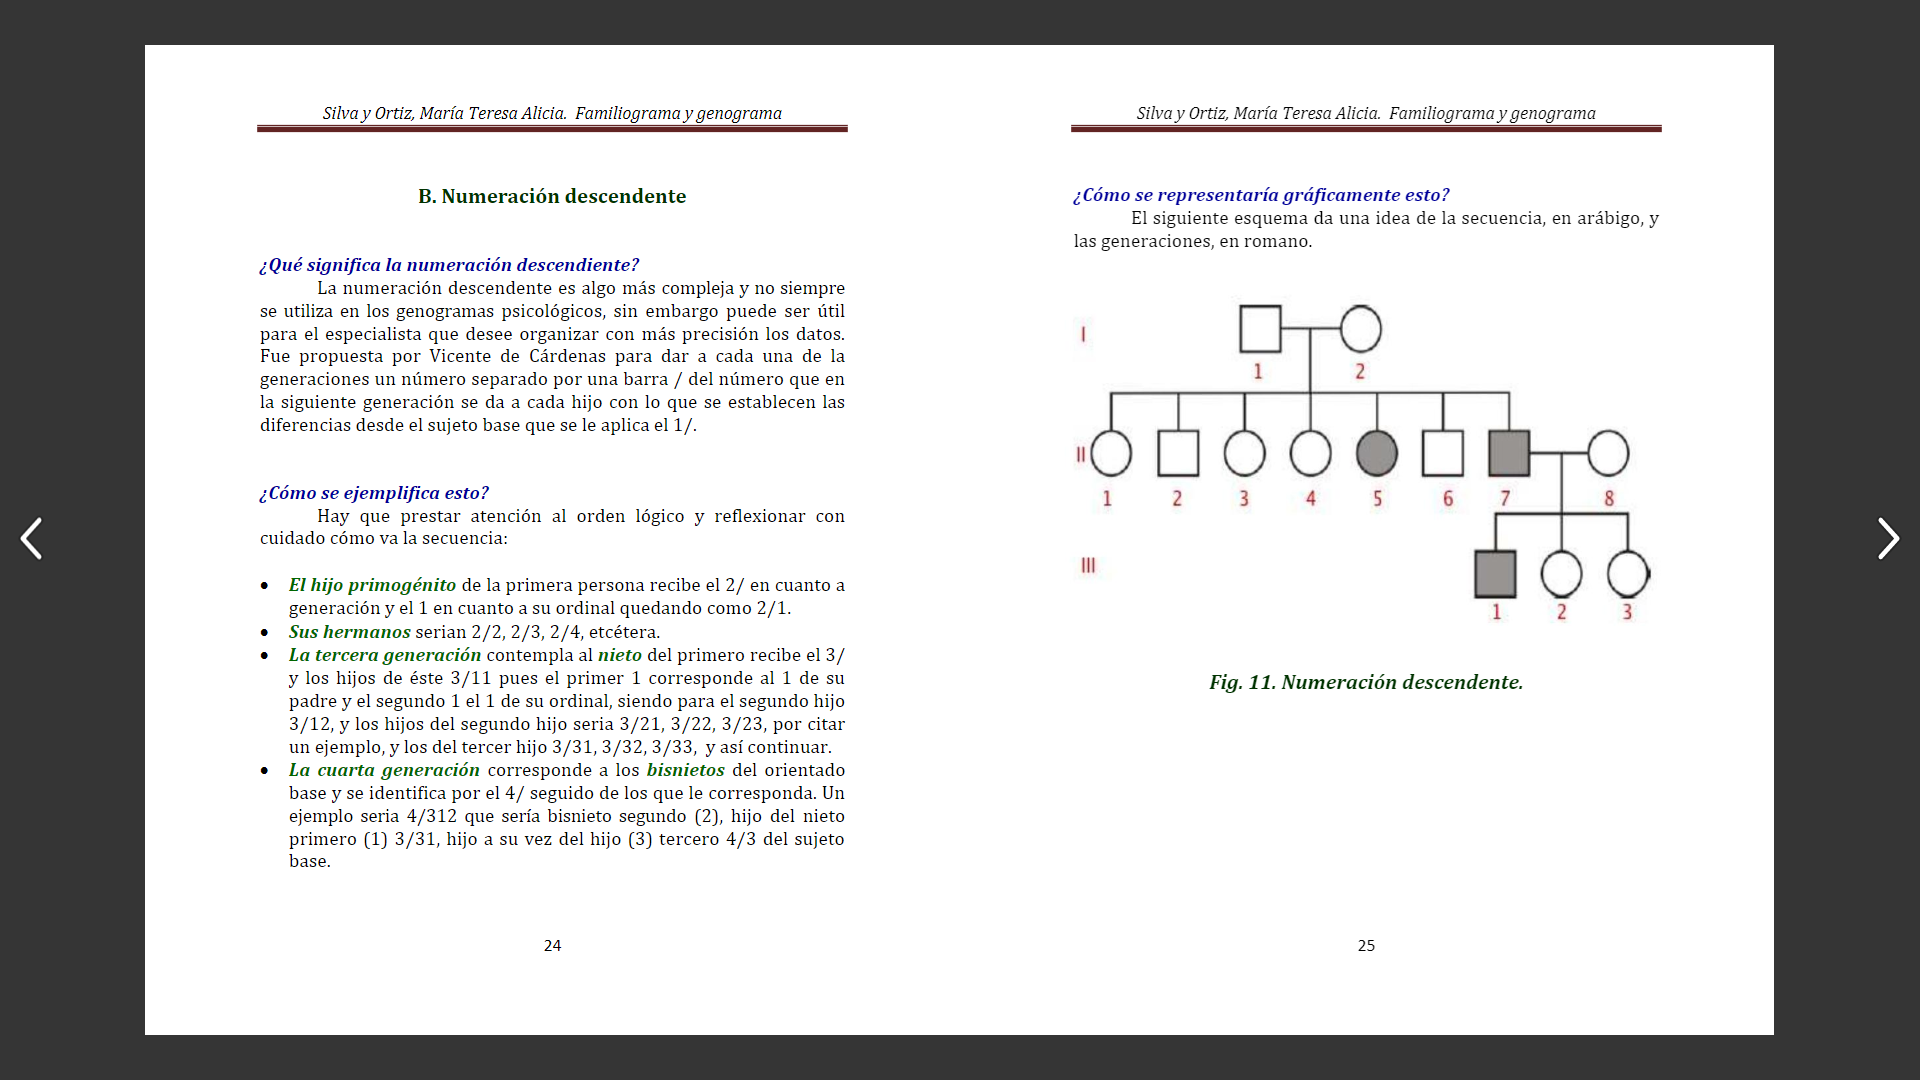 Silva y Ortiz, María Teresa Alicia. Familiograma y genograma
B. Numeración descendente
¿Qué significa la numeración descendiente?
La numeración descendente es algo más compleja y no siempre
se utiliza en los genogramas psicológicos, sin embargo puede ser útil
para el especialista que desee organizar con más precisión los datos.
Fue propuesta por Vicente de Cárdenas para dar a cada una de la
generaciones un número separado por una barra / del número que en
la siguiente generación se da a cada hijo con lo que se establecen las
diferencias desde el sujeto base que se le aplica el 1/.
¿Cómo se ejemplifica esto?
Hay que prestar atención al orden lógico y reflexionar con
cuidado cómo va la secuencia:
• El hijo primogénito de la primera persona recibe el 2/ en cuanto a
generación y el 1 en cuanto a su ordinal quedando como 2/1.
• Sus hermanos serian 2/2, 2/3, 2/4, etcétera.
• La tercera generación contempla al nieto del primero recibe el 3/
y los hijos de éste 3/11 pues el primer 1 corresponde al 1 de su
padre y el segundo 1 el 1 de su ordinal, siendo para el segundo hijo
3/12, y los hijos del segundo hijo seria 3/21, 3/22, 3/23, por citar
un ejemplo, y los del tercer hijo 3/31, 3/32, 3/33, y así continuar.
• La cuarta generación corresponde a los bisnietos del orientado
base y se identifica por el 4/ seguido de los que le corresponda. Un
ejemplo seria 4/312 que sería bisnieto segundo (2), hijo del nieto
primero (1) 3/31, hijo a su vez del hijo (3) tercero 4/3 del sujeto
base.
24
Silva y Ortiz, María Teresa Alicia. Familiograma y genograma
¿Cómo se representaría gráficamente esto?
El siguiente esquema da una idea de la secuencia, en arábigo, y
las generaciones, en romano.
I
1 2
II
1 2 3 4 5 6 7 8
III
1 2 3
Fig. 11. Numeración descendente.
25